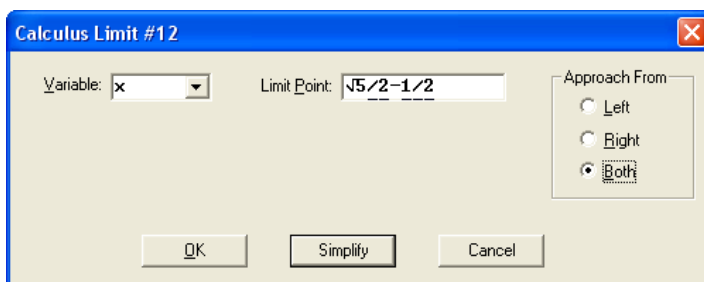 Calculus Limit #12
Variable: x Limit Point: √5/2-1/2
Approach From
Left
Right
Both
OK Simplify Cancel